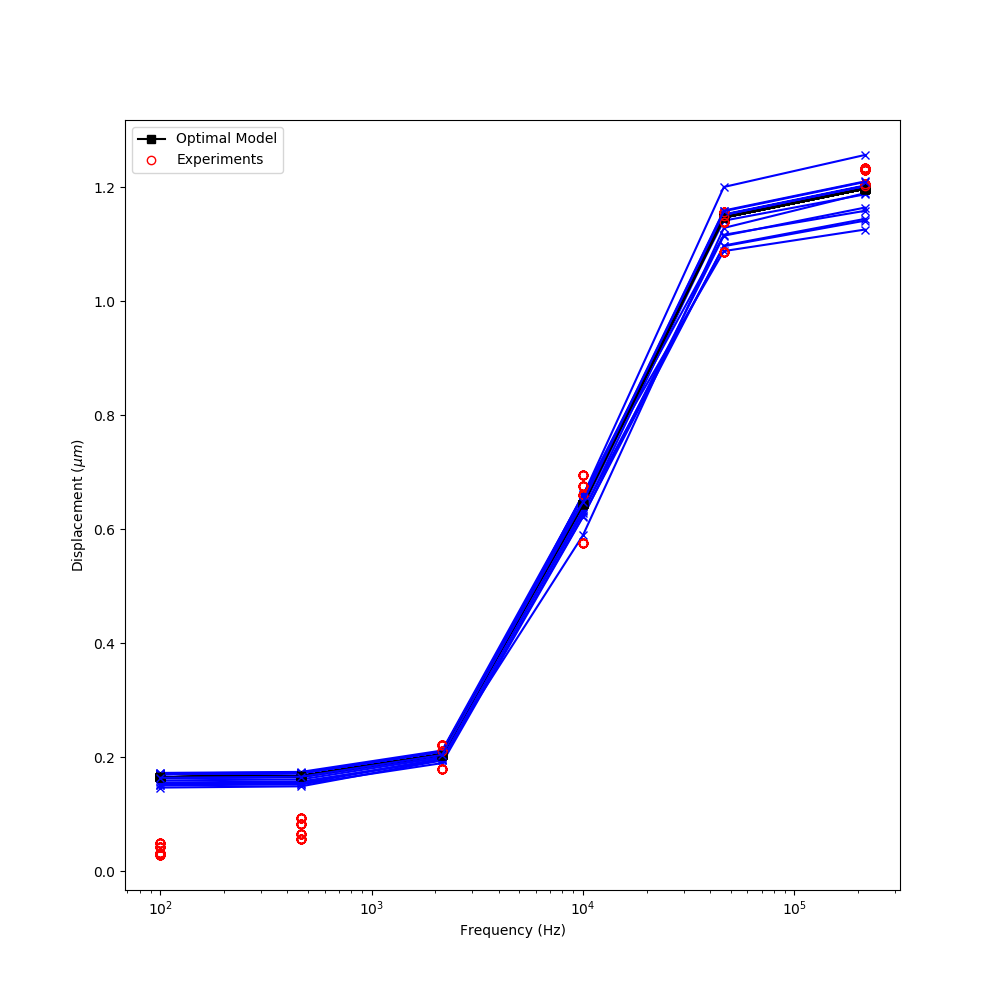 Optimal Model
Experiments
1.2
1.0
0.8
0.6
0.4
0.2
0.0
Displacement (μm)
10²
10³
10⁴
10⁵
Frequency (Hz)